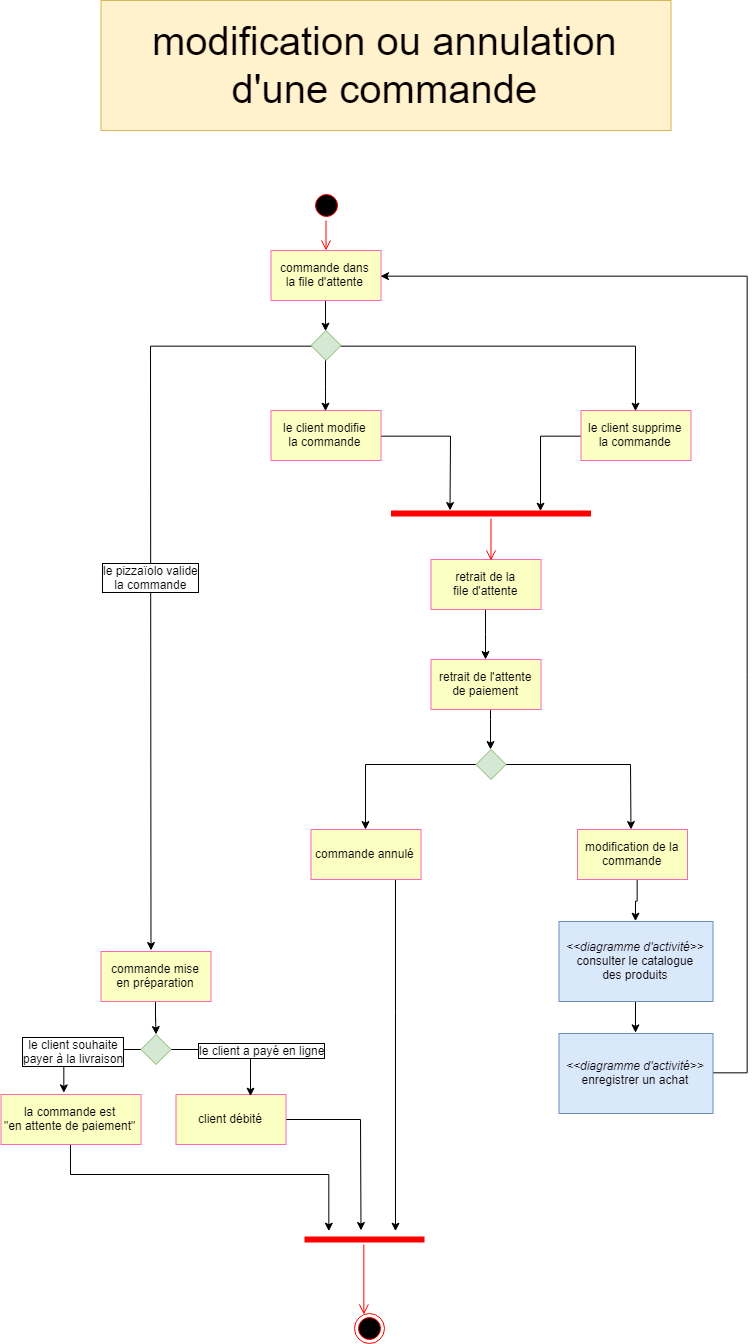 modification ou annulation
d'une commande
commande dans
la file d'attente
le client modifie
la commande
le client supprime
la commande
le pizzaïolo valide
la commande
retrait de la
file d'attente
retrait de l'attente
de paiement
commande annulé
modification de la
commande
<<diagramme d'activité>>
consulter le catalogue
des produits
commande mise
en préparation
le client souhaite
payer à la livraison
le client a payé en ligne
<<diagramme d'activité>>
enregistrer un achat
la commande est
"en attente de paiement"
client débité